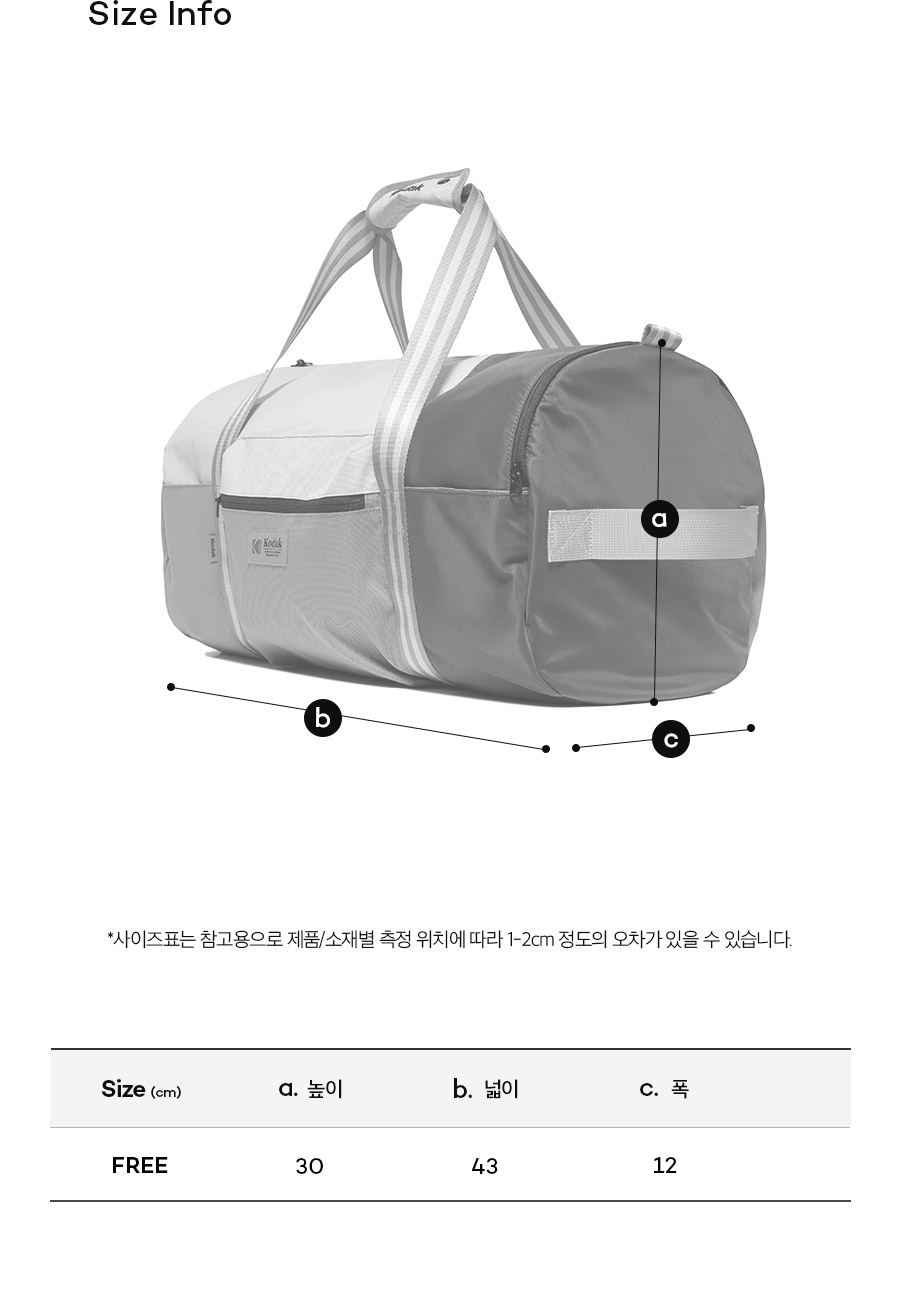 Size Info
Kodak
Kodak
a
b
c
*사이즈표는 참고용으로 제품/소재별 측정 위치에 따라 1-2cm 정도의 오차가 있을 수 있습니다.
Size (cm) a. 높이 b. 넓이 c. 폭
FREE 30 43 12